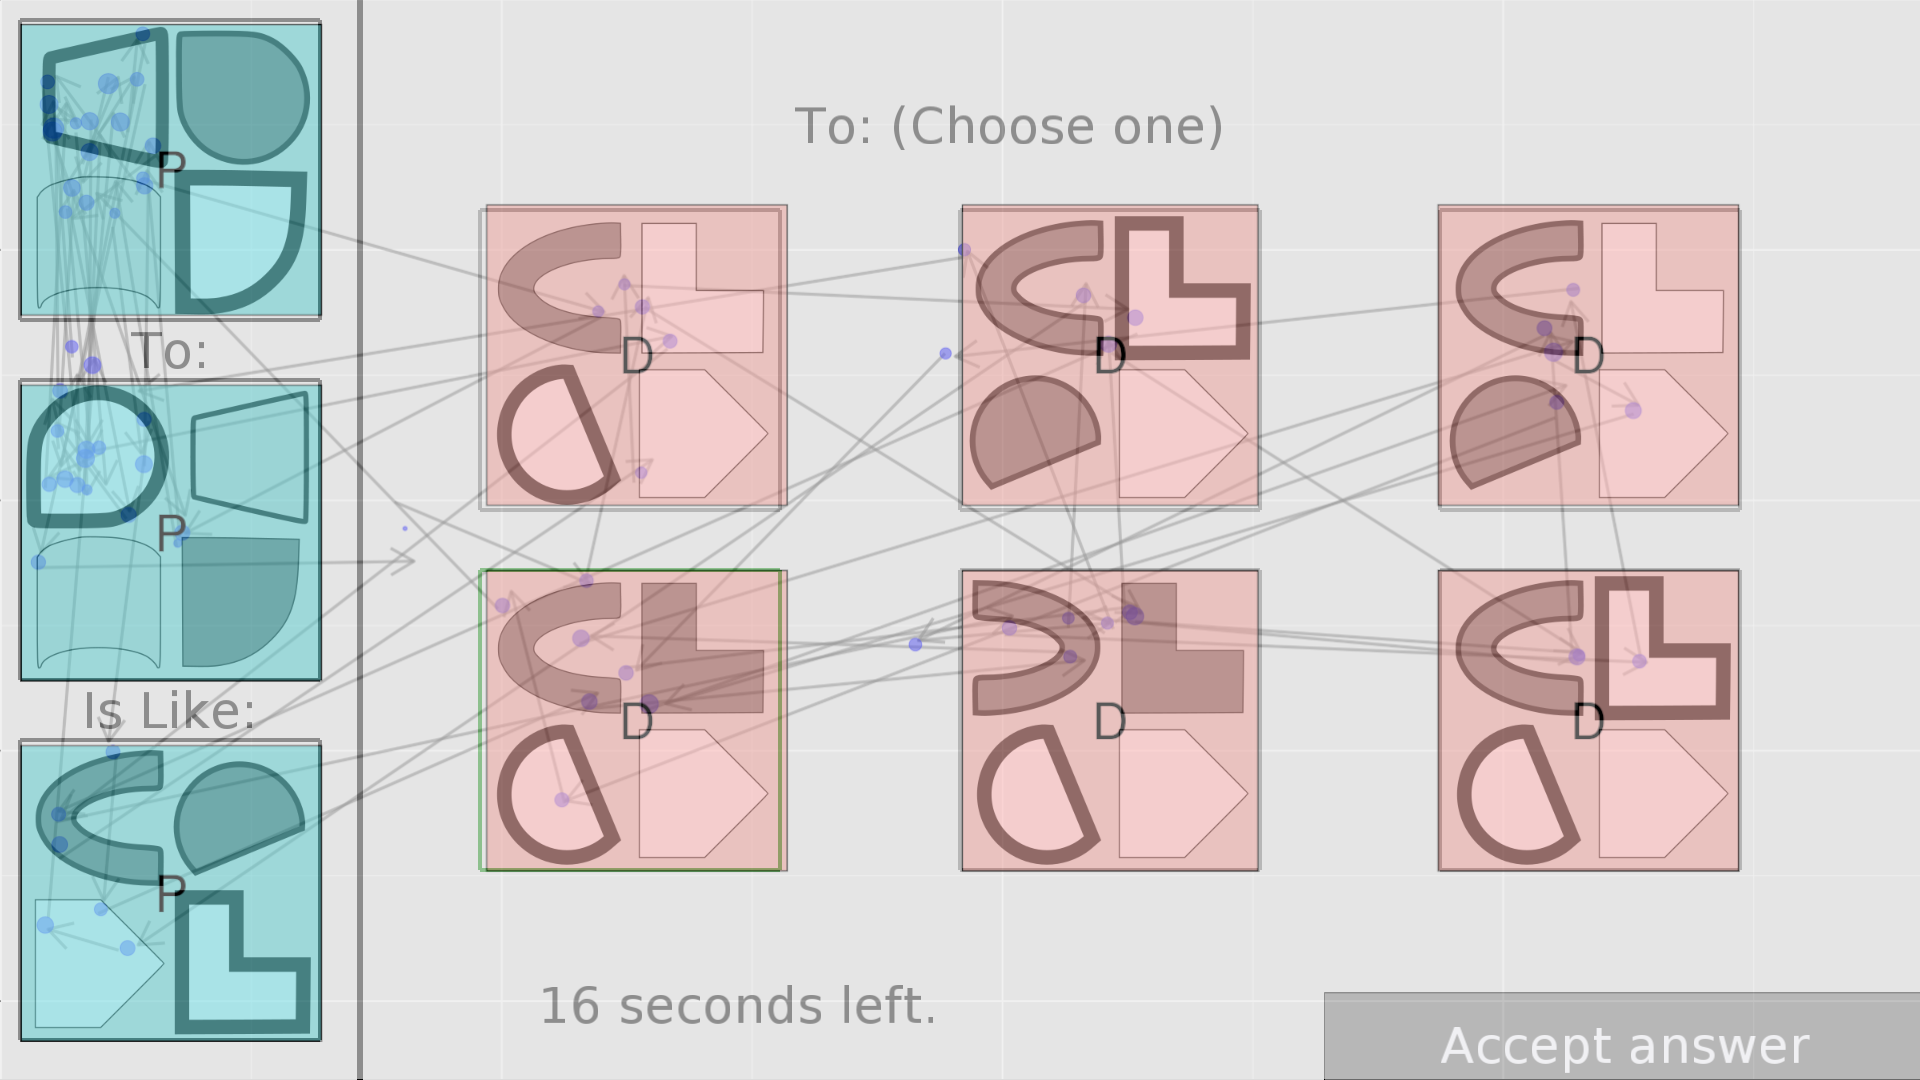 P
To:
P
Is Like:
P
To: (Choose one)
D D D
D D D
16 seconds left.
Accept answer